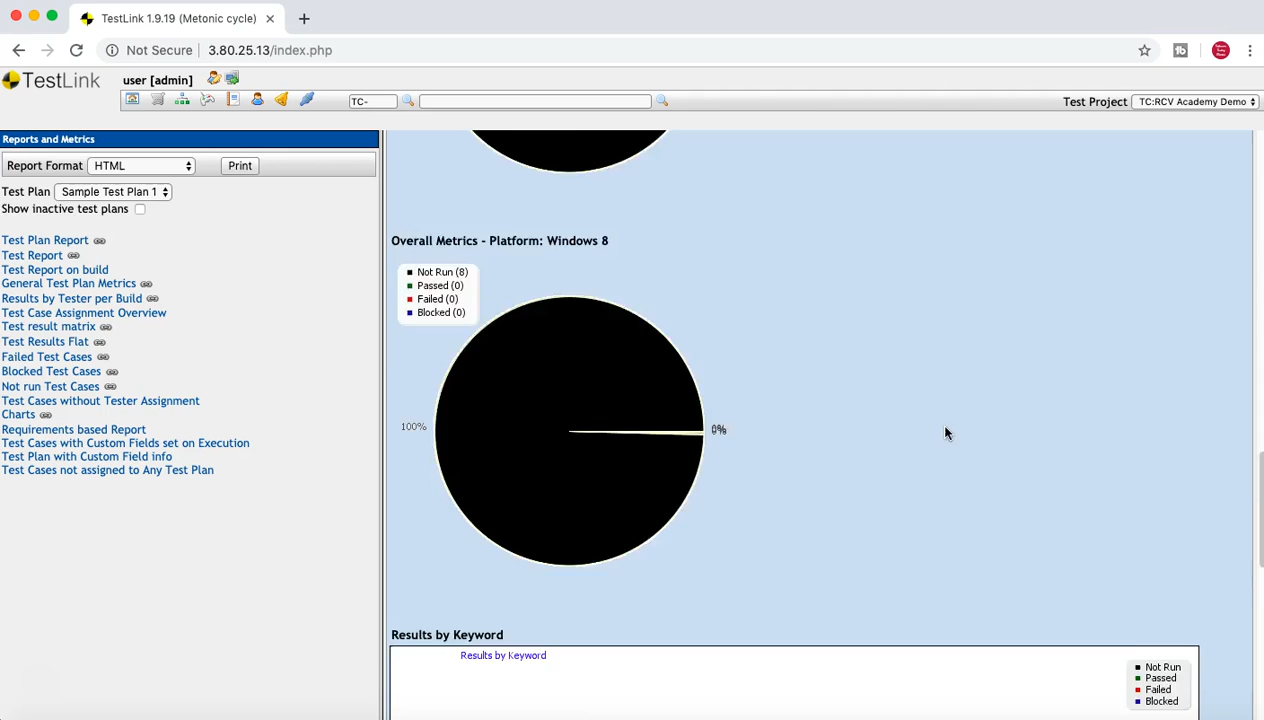 TestLink 1.9.19 (Metonic cycle)
Not Secure
3.80.25.13/index.php
TestLink
user [admin]
TC-
Test Project
TC:RCV Academy Demo
Reports and Metrics
Report Format
HTML
Print
Test Plan
Sample Test Plan 1
Show inactive test plans
Test Plan Report
Test Report
Test Report on build
General Test Plan Metrics
Results by Tester per Build
Test Case Assignment Overview
Test result matrix
Test Results Flat
Failed Test Cases
Blocked Test Cases
Not run Test Cases
Test Cases without Tester Assignment
Charts
Requirements based Report
Test Cases with Custom Fields set on Execution
Test Plan with Custom Field info
Test Cases not assigned to Any Test Plan
Overall Metrics - Platform: Windows 8
Not Run (8)
Passed (0)
Failed (0)
Blocked (0)
100%
0%
Results by Keyword
Results by Keyword
Not Run
Passed
Failed
Blocked